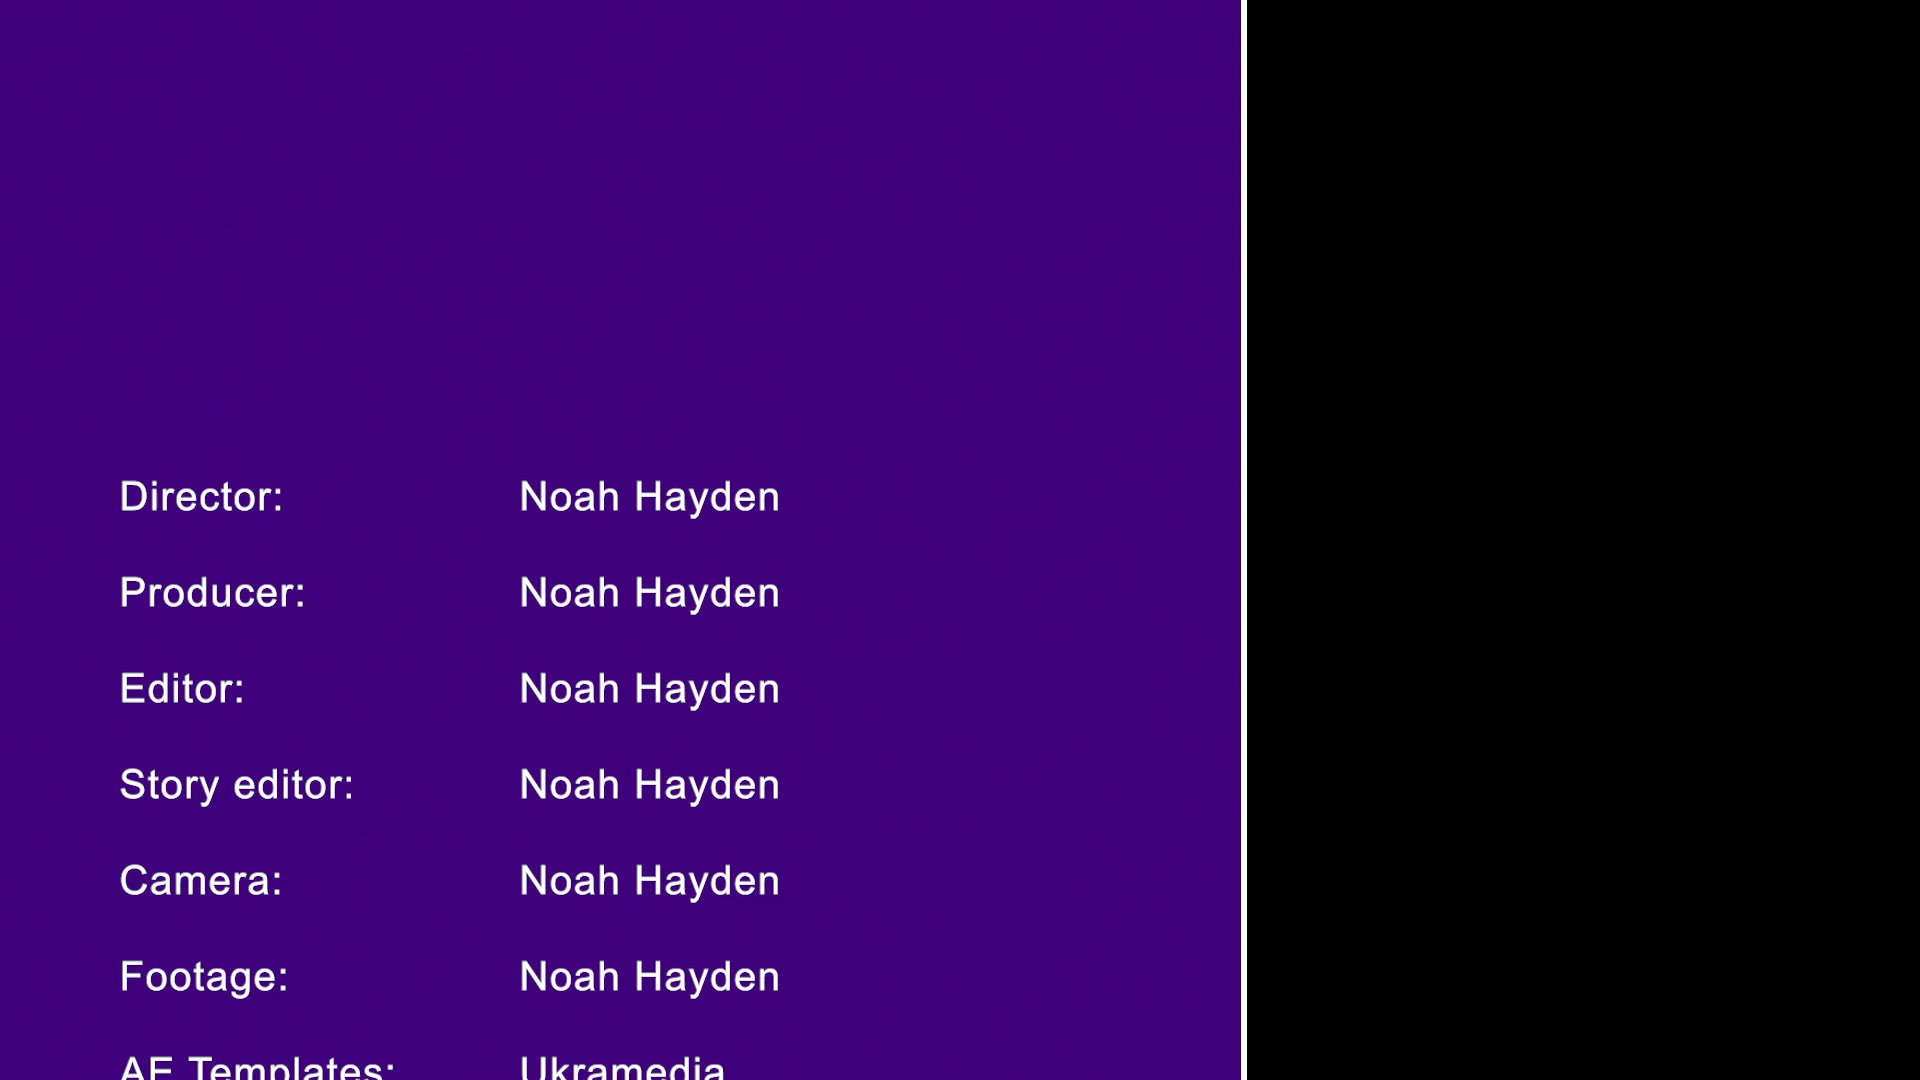 Director: Noah Hayden
Producer: Noah Hayden
Editor: Noah Hayden
Story editor: Noah Hayden
Camera: Noah Hayden
Footage: Noah Hayden
AE Templates: Ukramedia